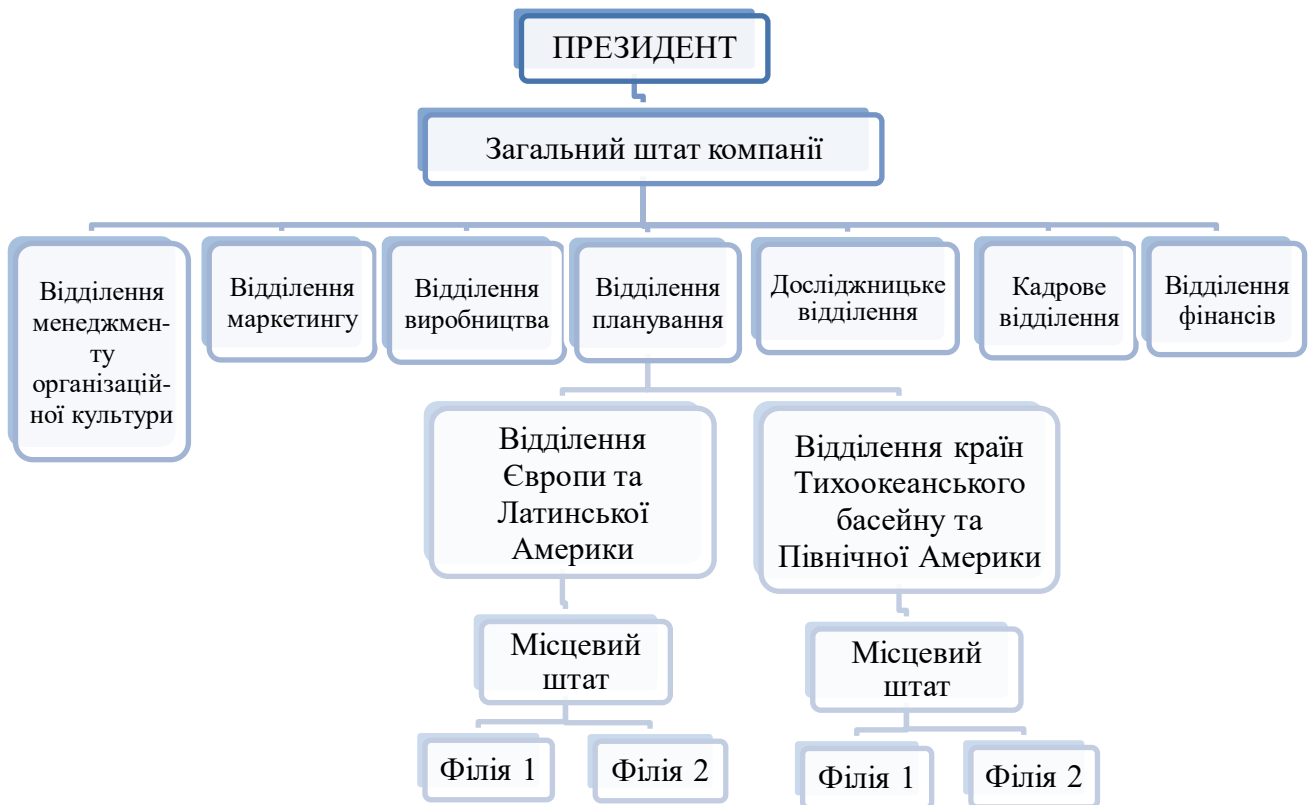 ПРЕЗИДЕНТ
Загальний штат компанії
Відділення
менеджмен-
ту
організацій-
ної культури
Відділення
маркетингу
Відділення
виробництва
Відділення
планування
Досліджницьке
відділення
Кадрове
відділення
Відділення
фінансів
Відділення
Європи та
Латинської
Америки
Відділення країн
Тихоокеанського
басейну та
Північної Америки
Місцевий
штат
Місцевий
штат
Філія 1
Філія 2
Філія 1
Філія 2